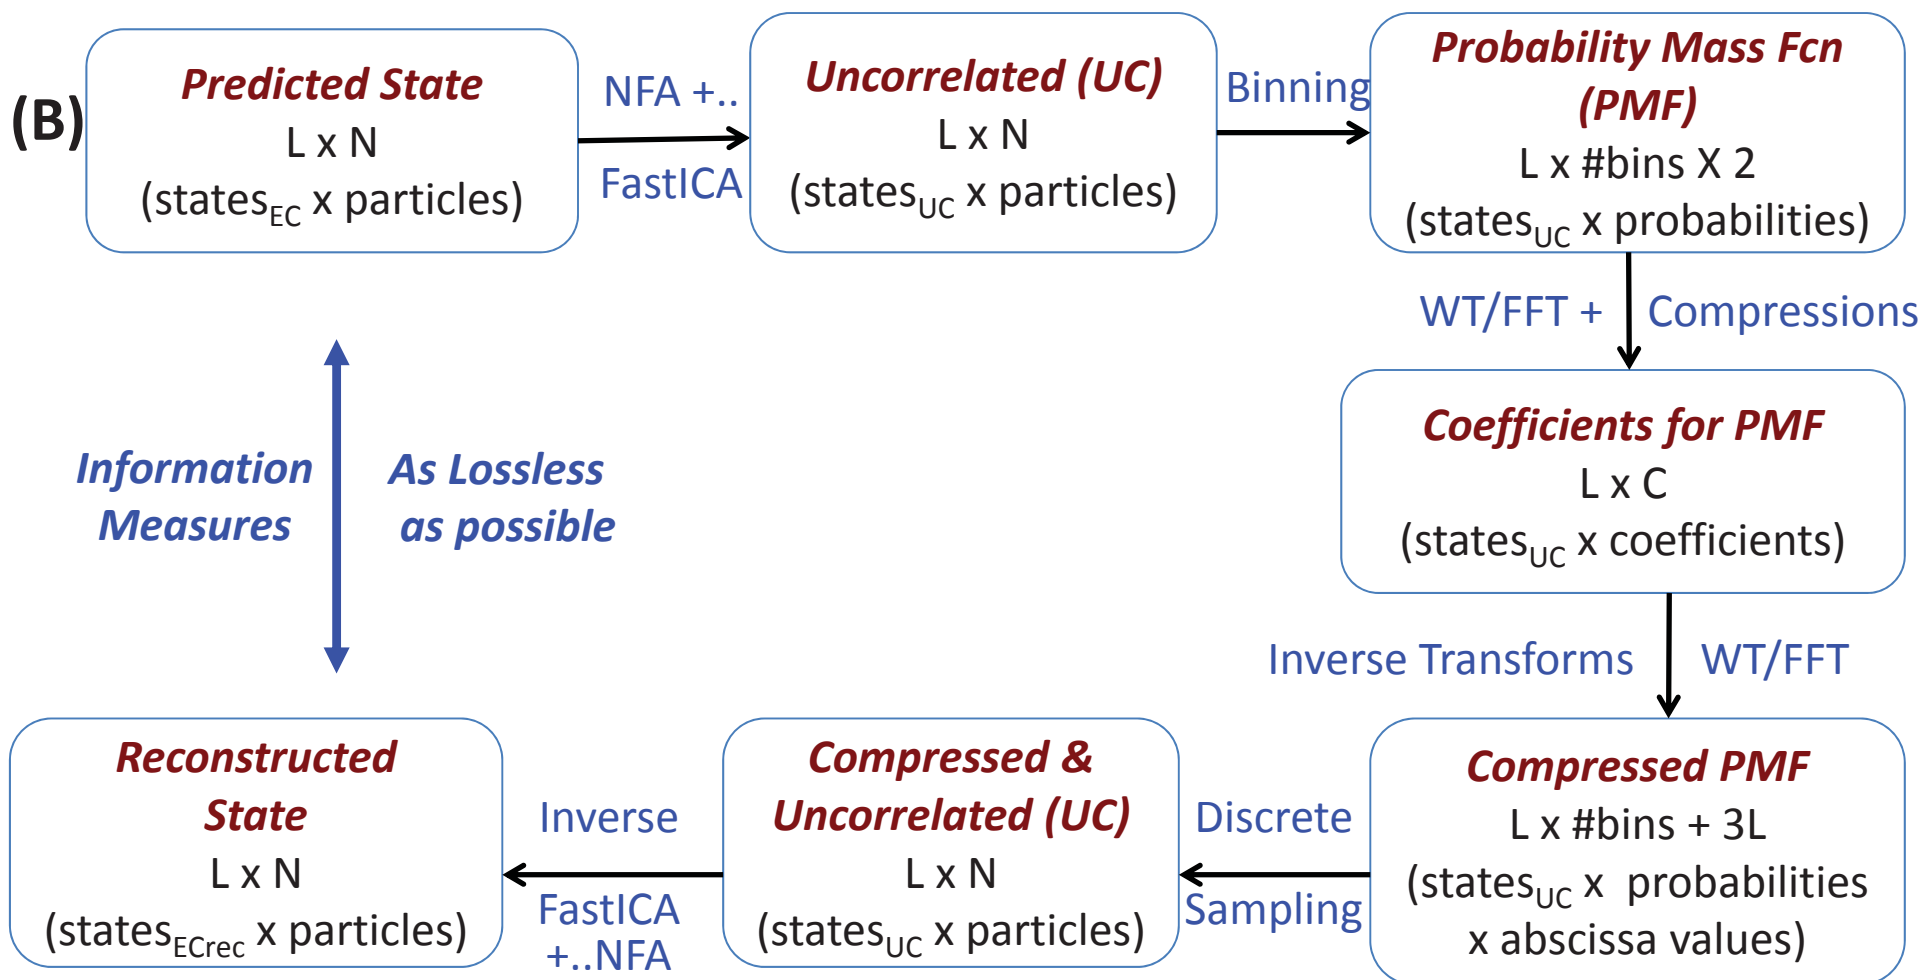 (B)
Predicted State
L x N
(states_EC x particles)
NFA +..
FastICA
Uncorrelated (UC)
L x N
(states_UC x particles)
Binning
Probability Mass Fcn
(PMF)
L x #bins X 2
(states_UC x probabilities)
WT/FFT + Compressions
Coefficients for PMF
L x C
(states_UC x coefficients)
Inverse Transforms WT/FFT
Compressed PMF
L x #bins + 3L
(states_UC x probabilities
x abscissa values)
Discrete
Sampling
Compressed &
Uncorrelated (UC)
L x N
(states_UC x particles)
Inverse
FastICA
+..NFA
Reconstructed
State
L x N
(states_ECrec x particles)
Information
Measures
As Lossless
as possible